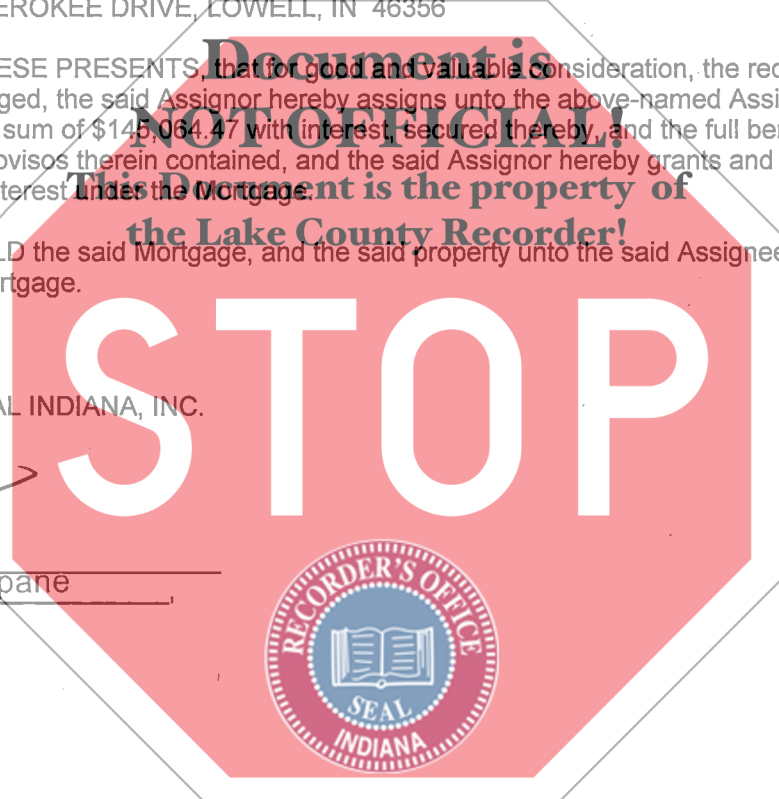 EROKEE DRIVE, LOWELL, IN 46356
Document is
ESE PRESENTS, that for good and valuable consideration, the rec
ged, the said Assignor hereby assigns unto the above-named Assi
NOT OFFICIAL!
sum of $145,064.47 with interest, secured thereby, and the full ber
ovisos therein contained, and the said Assignor hereby grants and
This Document is the property of
terest under the Mortgage.
the Lake County Recorder!
LD the said Mortgage, and the said property unto the said Assignee
rtgage.
STOP
AL INDIANA, INC.
pane
RECORDER'S OFFICE
SEAL
INDIANA